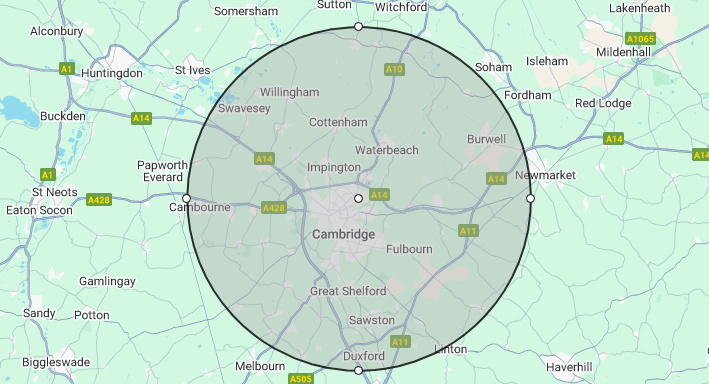 Somersham
Sutton
Witchford
Lakenheath
Alconbury
A1065
Mildenhall
A1
Huntingdon
St Ives
A10
Soham
Isleham
Willingham
Fordham
Red Lodge
Swavesey
Buckden
A14
Cottenham
Burwell
A14
Waterbeach
A14
A14
Papworth
Everard
Impington
A14
Newmarket
A1
St Neots
A428
Cambourne
A428
A14
Eaton Socon
A11
Cambridge
Fulbourn
Gamlingay
Great Shelford
Sandy
Potton
Sawston
A11
Linton
Duxford
Biggleswade
Melbourn
Haverhill
A505